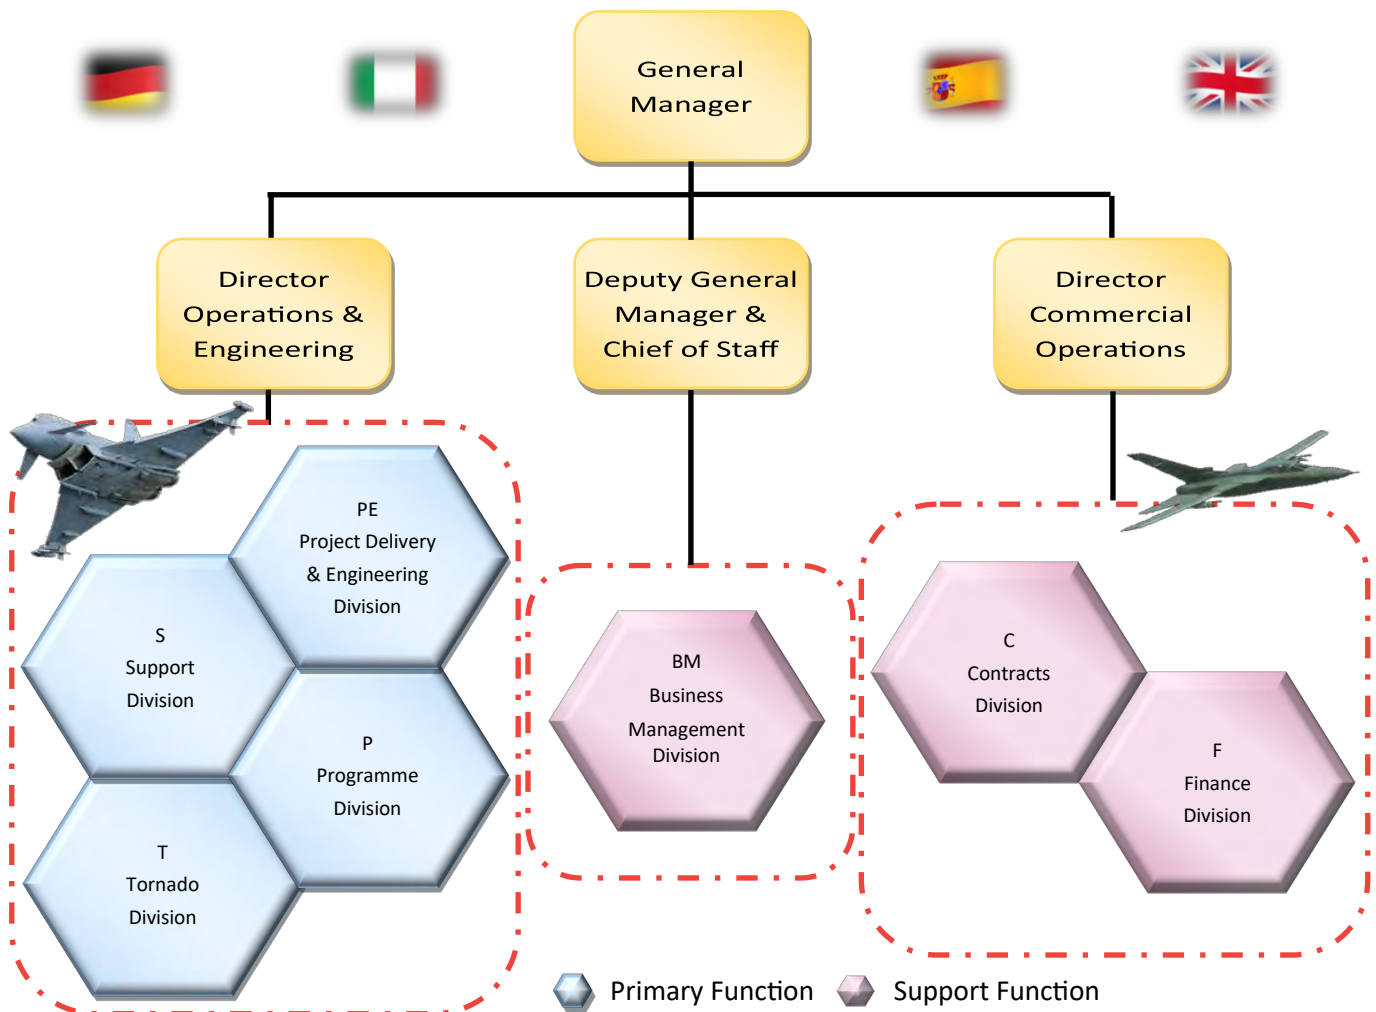 General
Manager
Director
Operations &
Engineering
Deputy General
Manager &
Chief of Staff
Director
Commercial
Operations
PE
Project Delivery
& Engineering
Division
S
Support
Division
P
Programme
Division
T
Tornado
Division
BM
Business
Management
Division
C
Contracts
Division
F
Finance
Division
Primary Function
Support Function